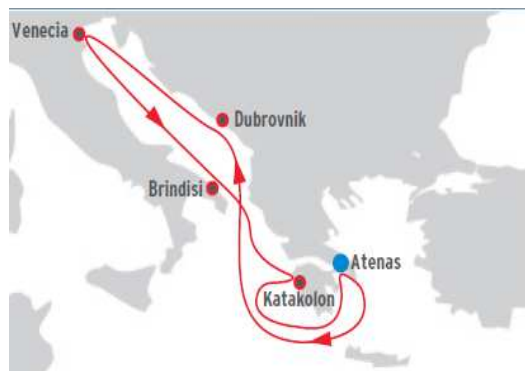 Venecia
Dubrovnik
Brindisi
Atenas
Katakolon